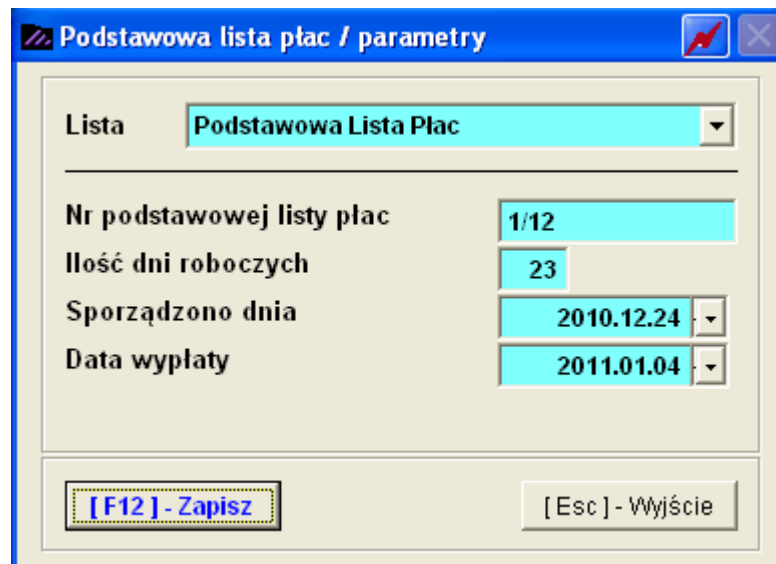 Podstawowa lista płac / parametry
Lista Podstawowa Lista Płac
Nr podstawowej listy płac 1/12
Ilość dni roboczych 23
Sporządzono dnia 2010.12.24
Data wypłaty 2011.01.04
[ F12 ] - Zapisz [ Esc ] - Wyjście